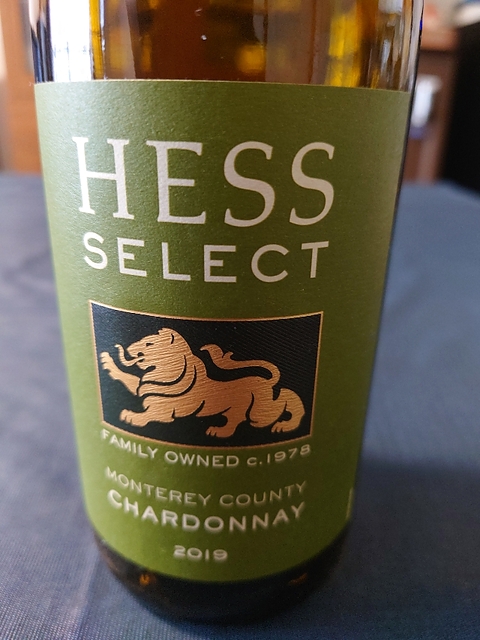 HESS
SELECT
FAMILY OWNED c.1978
MONTEREY COUNTY
CHARDONNAY
2019